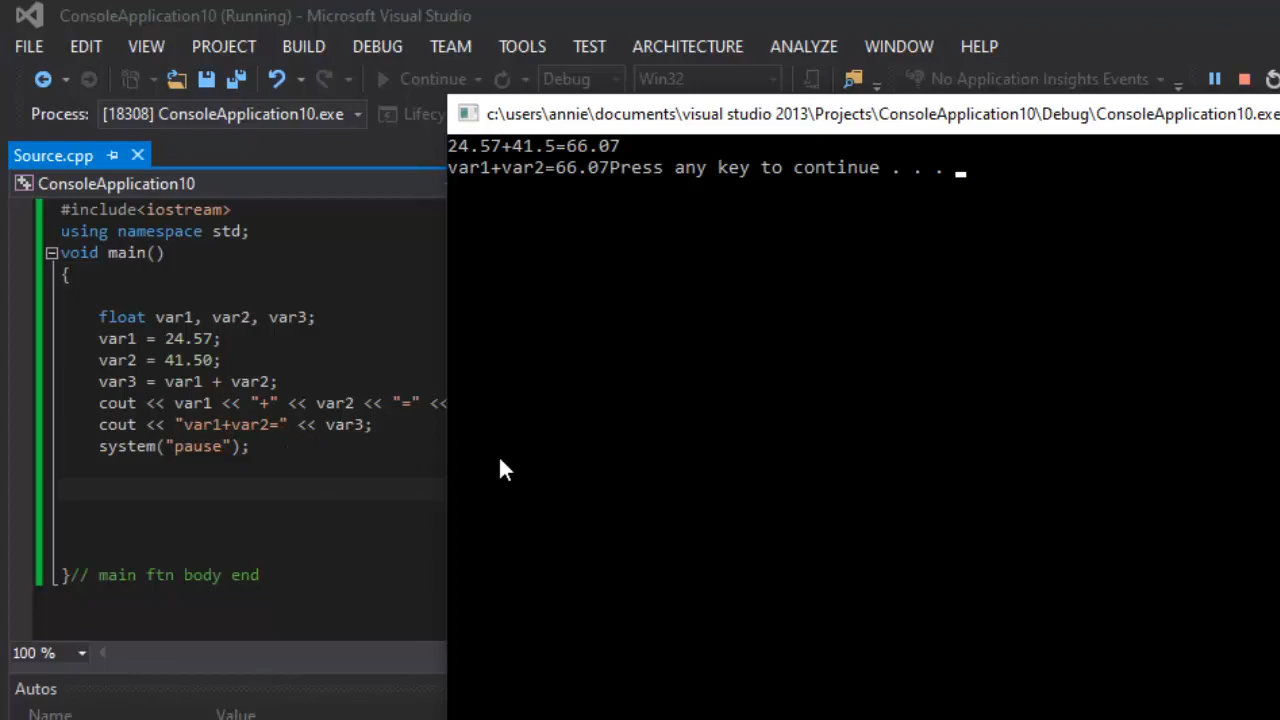 ConsoleApplication10 (Running) - Microsoft Visual Studio
FILE EDIT VIEW PROJECT BUILD DEBUG TEAM TOOLS TEST ARCHITECTURE ANALYZE WINDOW HELP
Continue Debug Win32 No Application Insights Events
Process: [18308] ConsoleApplication10.exe Lifecy
c:\users\annie\documents\visual studio 2013\Projects\ConsoleApplication10\Debug\ConsoleApplication10.exe
24.57+41.5=66.07
var1+var2=66.07Press any key to continue . . .
Source.cpp
ConsoleApplication10
#include<iostream>
using namespace std;
void main()
{
float var1, var2, var3;
var1 = 24.57;
var2 = 41.50;
var3 = var1 + var2;
cout << var1 << "+" << var2 << "=" <<
cout << "var1+var2=" << var3;
system("pause");
}// main ftn body end
100 %
Autos
Name Value